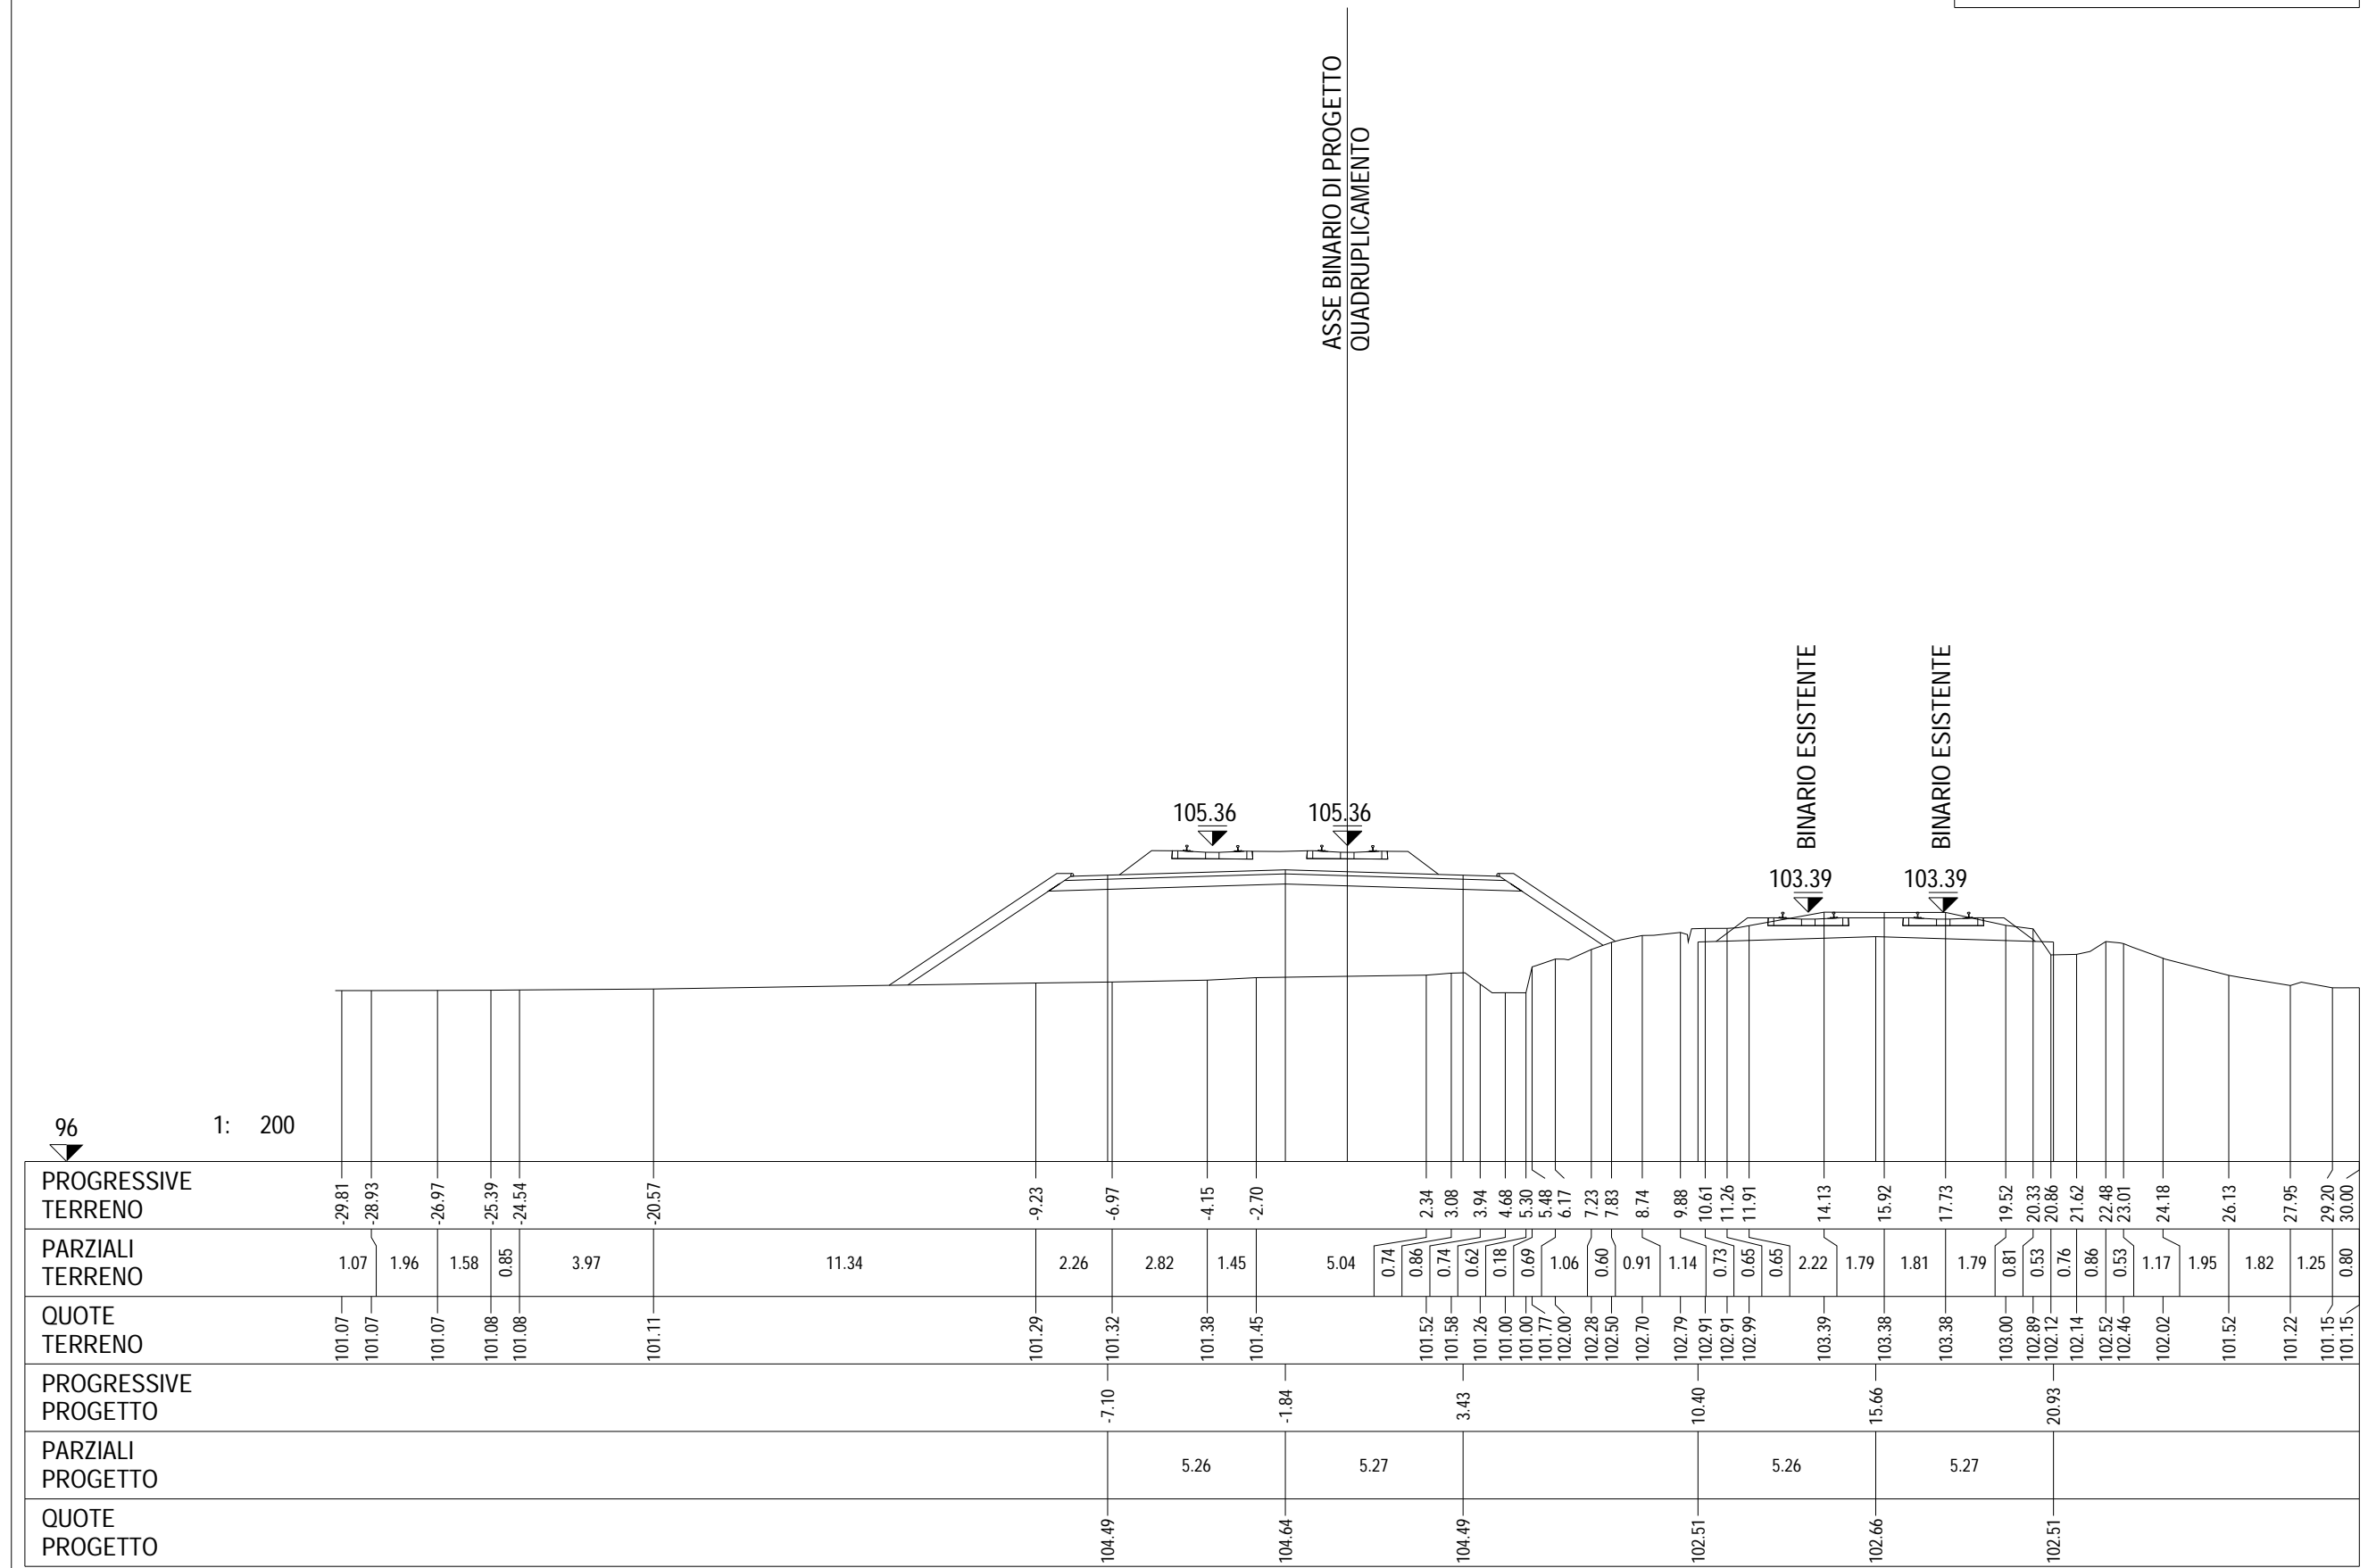 ASSE BINARIO DI PROGETTO
QUADRUPLICAMENTO
BINARIO ESISTENTE
BINARIO ESISTENTE
105.36 105.36
103.39 103.39
96 1: 200
PROGRESSIVE
TERRENO
-29.81 -28.93 -26.97 -25.39 -24.54 -20.57 -9.23 -6.97 -4.15 -2.70 2.34 3.08 3.94 4.68 5.30 5.48 6.17 7.23 7.83 8.74 9.88 10.61 11.26 11.91 14.13 15.92 17.73 19.52 20.33 20.86 21.62 22.48 23.01 24.18 26.13 27.95 29.20 30.00
PARZIALI
TERRENO
1.07 1.96 1.58 0.85 3.97 11.34 2.26 2.82 1.45 5.04 0.74 0.86 0.74 0.62 0.18 0.69 1.06 0.60 0.91 1.14 0.73 0.65 0.65 2.22 1.79 1.81 1.79 0.81 0.53 0.76 0.86 0.53 1.17 1.95 1.82 1.25 0.80
QUOTE
TERRENO
101.07 101.07 101.07 101.08 101.08 101.11 101.29 101.32 101.38 101.45 101.52 101.58 101.26 101.00 101.00 101.77 102.00 102.28 102.50 102.70 102.79 102.91 102.91 102.99 103.39 103.38 103.38 103.00 102.89 102.12 102.14 102.52 102.46 102.02 101.52 101.22 101.15 101.15
PROGRESSIVE
PROGETTO
-7.10 -1.84 3.43 10.40 15.66 20.93
PARZIALI
PROGETTO
5.26 5.27 5.26 5.27
QUOTE
PROGETTO
104.49 104.64 104.49 102.51 102.66 102.51